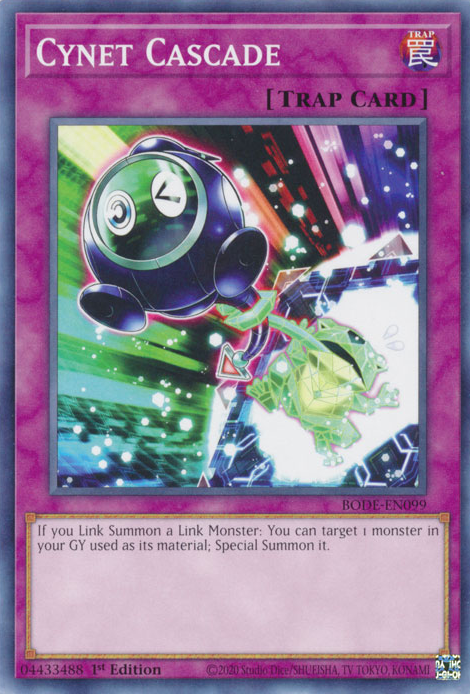 CYNET CASCADE
TRAP
罠
[TRAP CARD]
BODE-EN099
If you Link Summon a Link Monster: You can target 1 monster in
your GY used as its material; Special Summon it.
04433488 1st Edition ©2020 Studio Dice/SHUEISHA, TV TOKYO, KONAMI